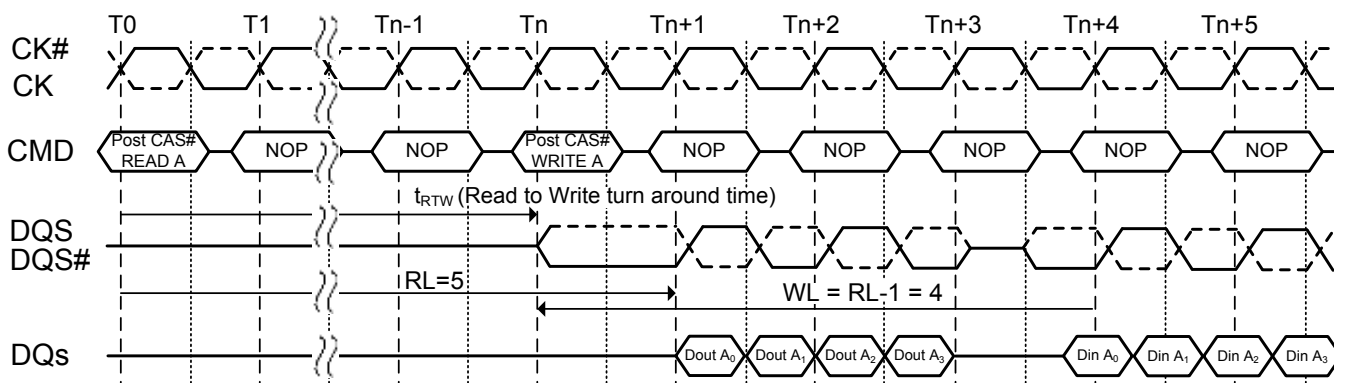 T0 T1 Tn-1 Tn Tn+1 Tn+2 Tn+3 Tn+4 Tn+5
CK#
CK
CMD Post CAS# READ A NOP NOP Post CAS# WRITE A NOP NOP NOP NOP NOP
tRTW (Read to Write turn around time)
DQS
DQS#
RL=5 WL = RL-1 = 4
DQs Dout A0 Dout A1 Dout A2 Dout A3 Din A0 Din A1 Din A2 Din A3